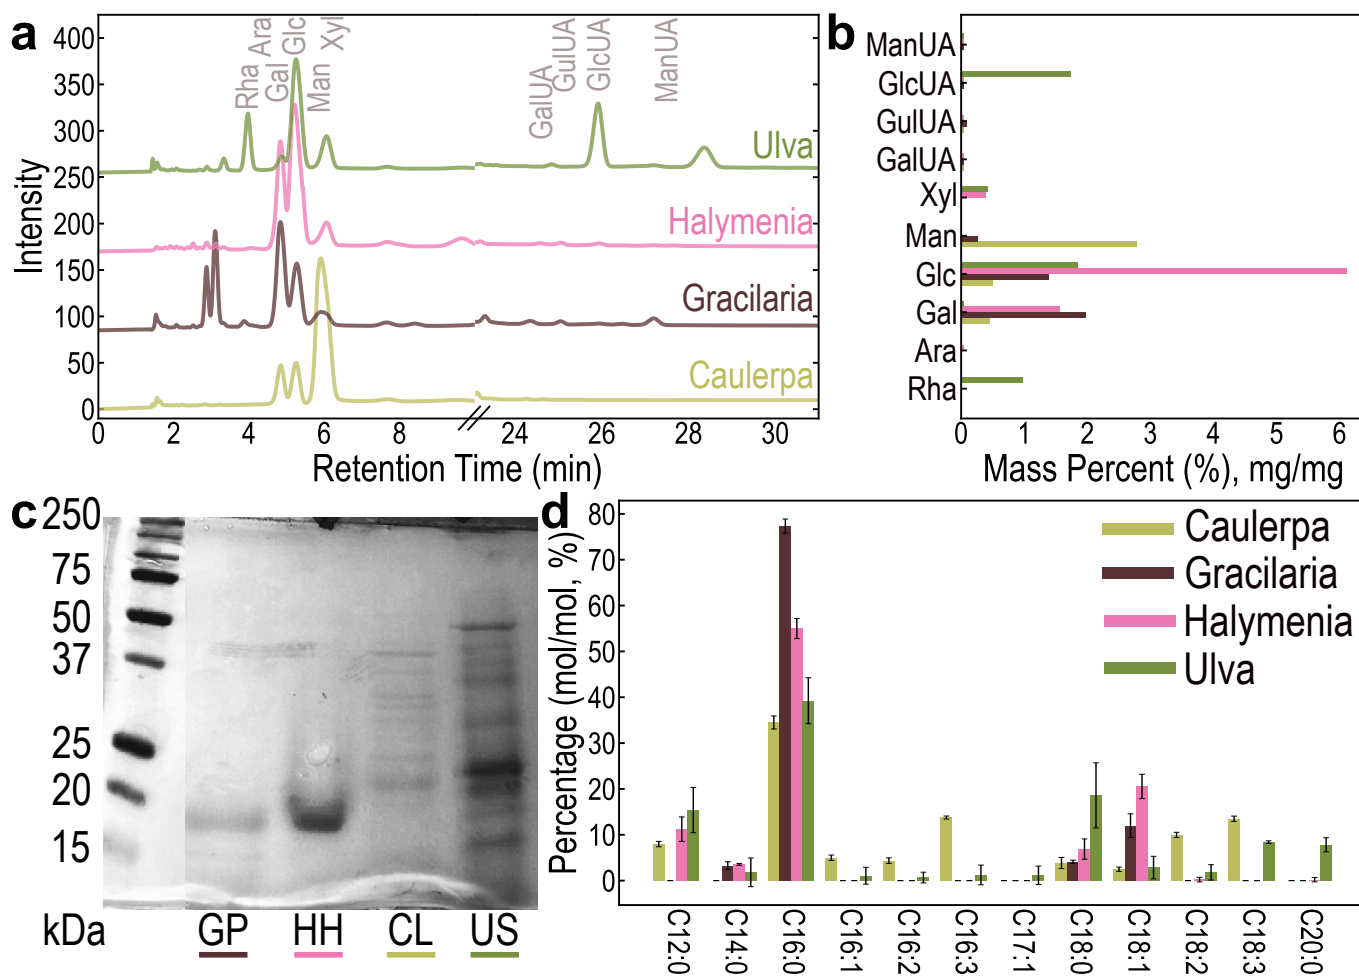 a
400
350
300
250
200
150
100
50
0
Intensity
Rha
Ara
Gal
Glc
Man
Xyl
GalUA
GulUA
GlcUA
ManUA
Ulva
Halymenia
Gracilaria
Caulerpa
0 2 4 6 8 24 26 28 30
Retention Time (min)
b
ManUA
GlcUA
GulUA
GalUA
Xyl
Man
Glc
Gal
Ara
Rha
0 1 2 3 4 5 6
Mass Percent (%), mg/mg
c
250
75
50
37
25
20
15
kDa GP HH CL US
d
80
70
60
50
40
30
20
10
0
Percentage (mol/mol, %)
Caulerpa
Gracilaria
Halymenia
Ulva
C12:0
C14:0
C16:0
C16:1
C16:2
C16:3
C17:1
C18:0
C18:1
C18:2
C18:3
C20:0